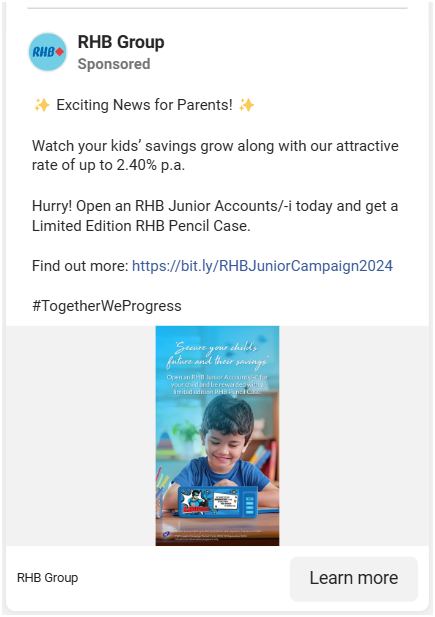 RHB
RHB Group
Sponsored
✨ Exciting News for Parents! ✨
Watch your kids’ savings grow along with our attractive
rate of up to 2.40% p.a.
Hurry! Open an RHB Junior Accounts/-i today and get a
Limited Edition RHB Pencil Case.
Find out more: https://bit.ly/RHBJuniorCampaign2024
#TogetherWeProgress
"Secure your child's
future and their savings"
Open an RHB Junior Account/-i for
your child and be rewarded with a
limited edition RHB Pencil Case.
RHB Group
Learn more